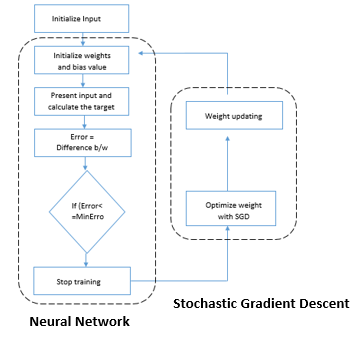 Initialize Input
Initialize weights
and bias value
Present input and
calculate the target
Error =
Difference b/w
If (Error<
=MinErro
Stop training
Weight updating
Optimize weight
with SGD
Stochastic Gradient Descent
Neural Network